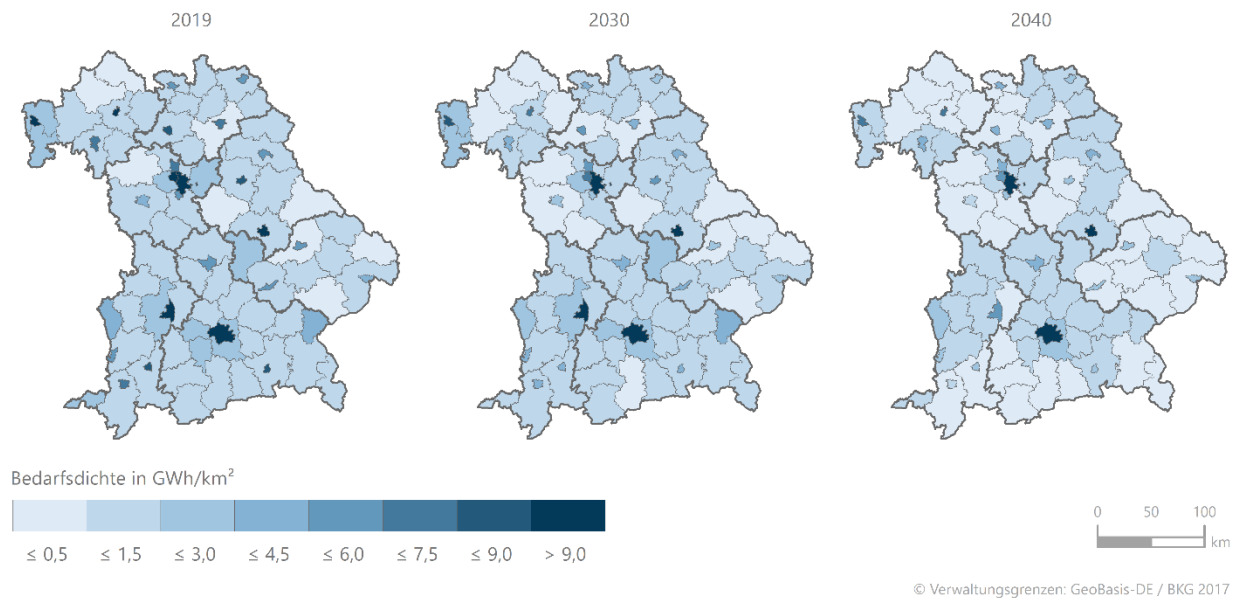 2019 2030 2040
Bedarfsdichte in GWh/km²
≤ 0,5 ≤ 1,5 ≤ 3,0 ≤ 4,5 ≤ 6,0 ≤ 7,5 ≤ 9,0 > 9,0
0 50 100
km
© Verwaltungsgrenzen: GeoBasis-DE / BKG 2017